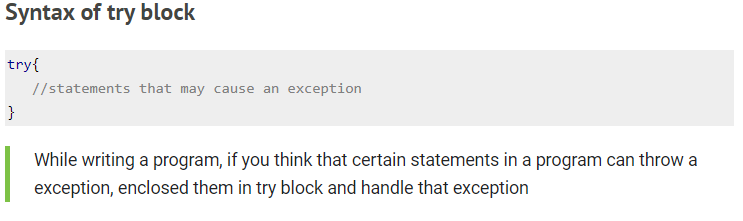 Syntax of try block
try{
//statements that may cause an exception
}
While writing a program, if you think that certain statements in a program can throw a
exception, enclosed them in try block and handle that exception